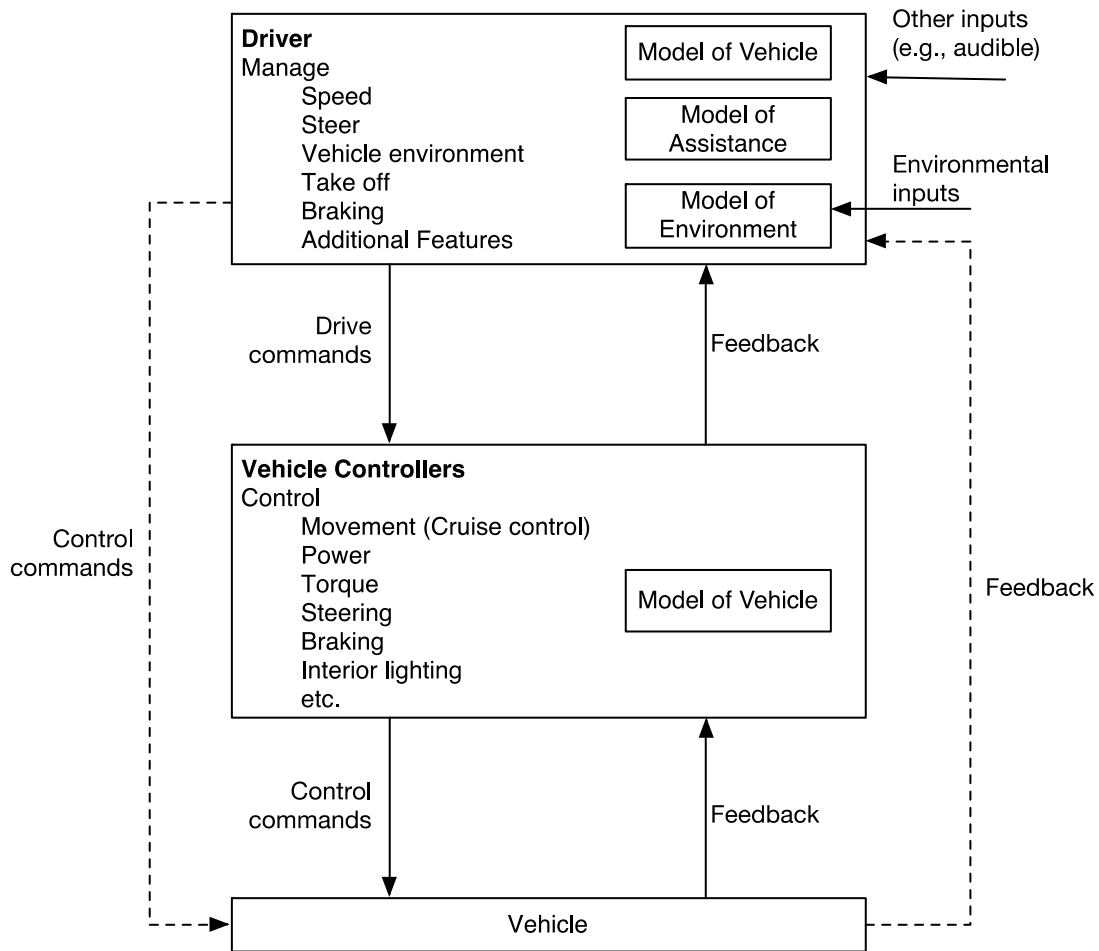 Driver
Manage
Speed
Steer
Vehicle environment
Take off
Braking
Additional Features
Model of Vehicle
Model of
Assistance
Model of
Environment
Other inputs
(e.g., audible)
Environmental
inputs
Drive
commands
Feedback
Vehicle Controllers
Control
Movement (Cruise control)
Power
Torque
Steering
Braking
Interior lighting
etc.
Model of Vehicle
Control
commands
Feedback
Control
commands
Feedback
Vehicle